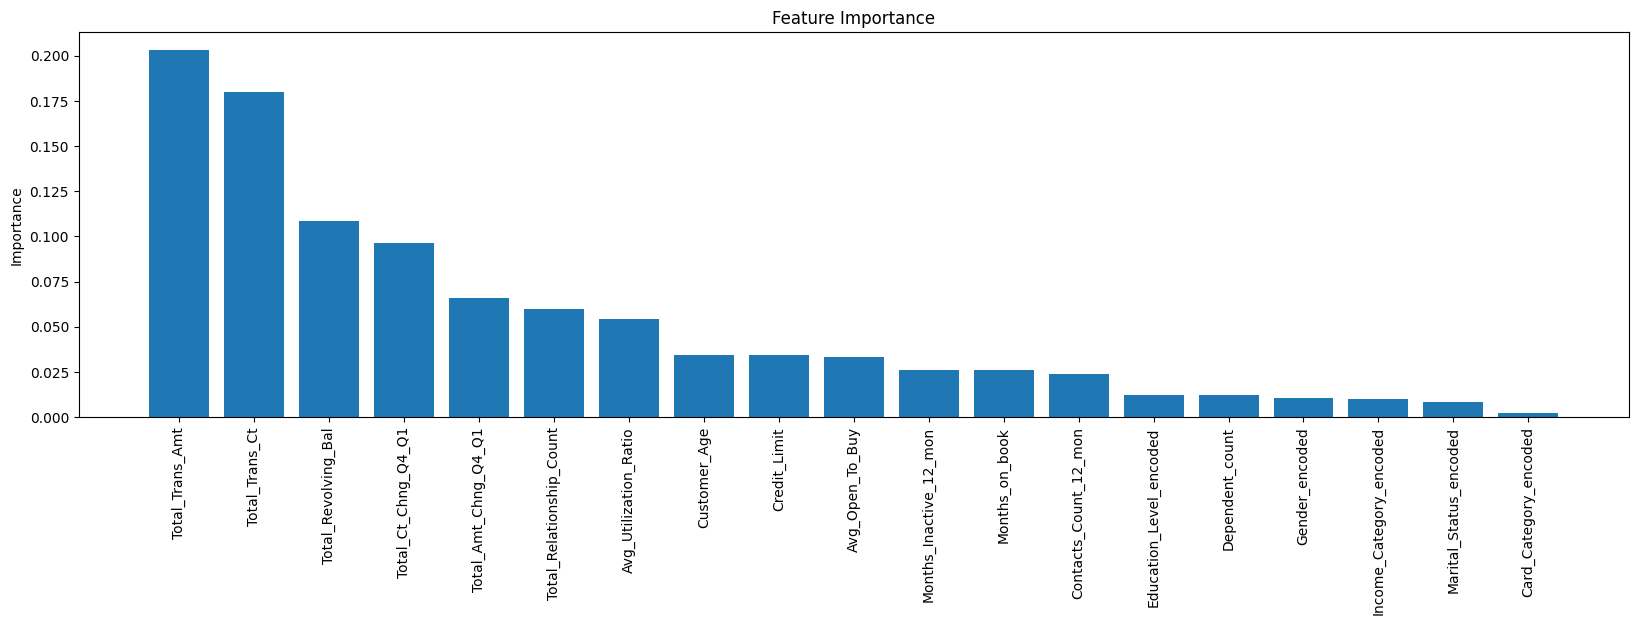 Feature Importance
Importance
0.200
0.175
0.150
0.125
0.100
0.075
0.050
0.025
0.000
Total_Trans_Amt
Total_Trans_Ct
Total_Revolving_Bal
Total_Ct_Chng_Q4_Q1
Total_Amt_Chng_Q4_Q1
Total_Relationship_Count
Avg_Utilization_Ratio
Customer_Age
Credit_Limit
Avg_Open_To_Buy
Months_Inactive_12_mon
Months_on_book
Contacts_Count_12_mon
Education_Level_encoded
Dependent_count
Gender_encoded
Income_Category_encoded
Marital_Status_encoded
Card_Category_encoded